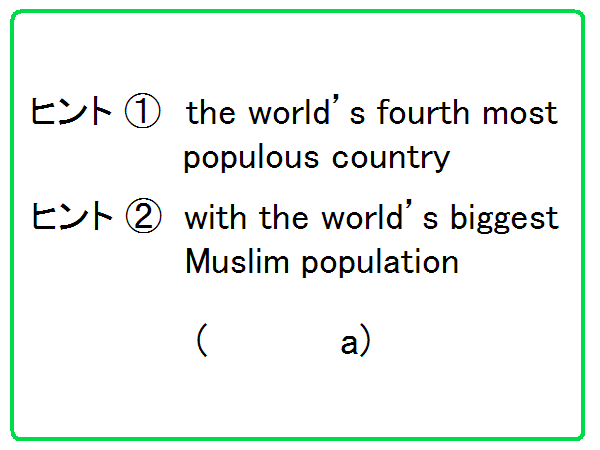 ヒント ① the world’s fourth most
populous country
ヒント ② with the world’s biggest
Muslim population
(　　　　a)